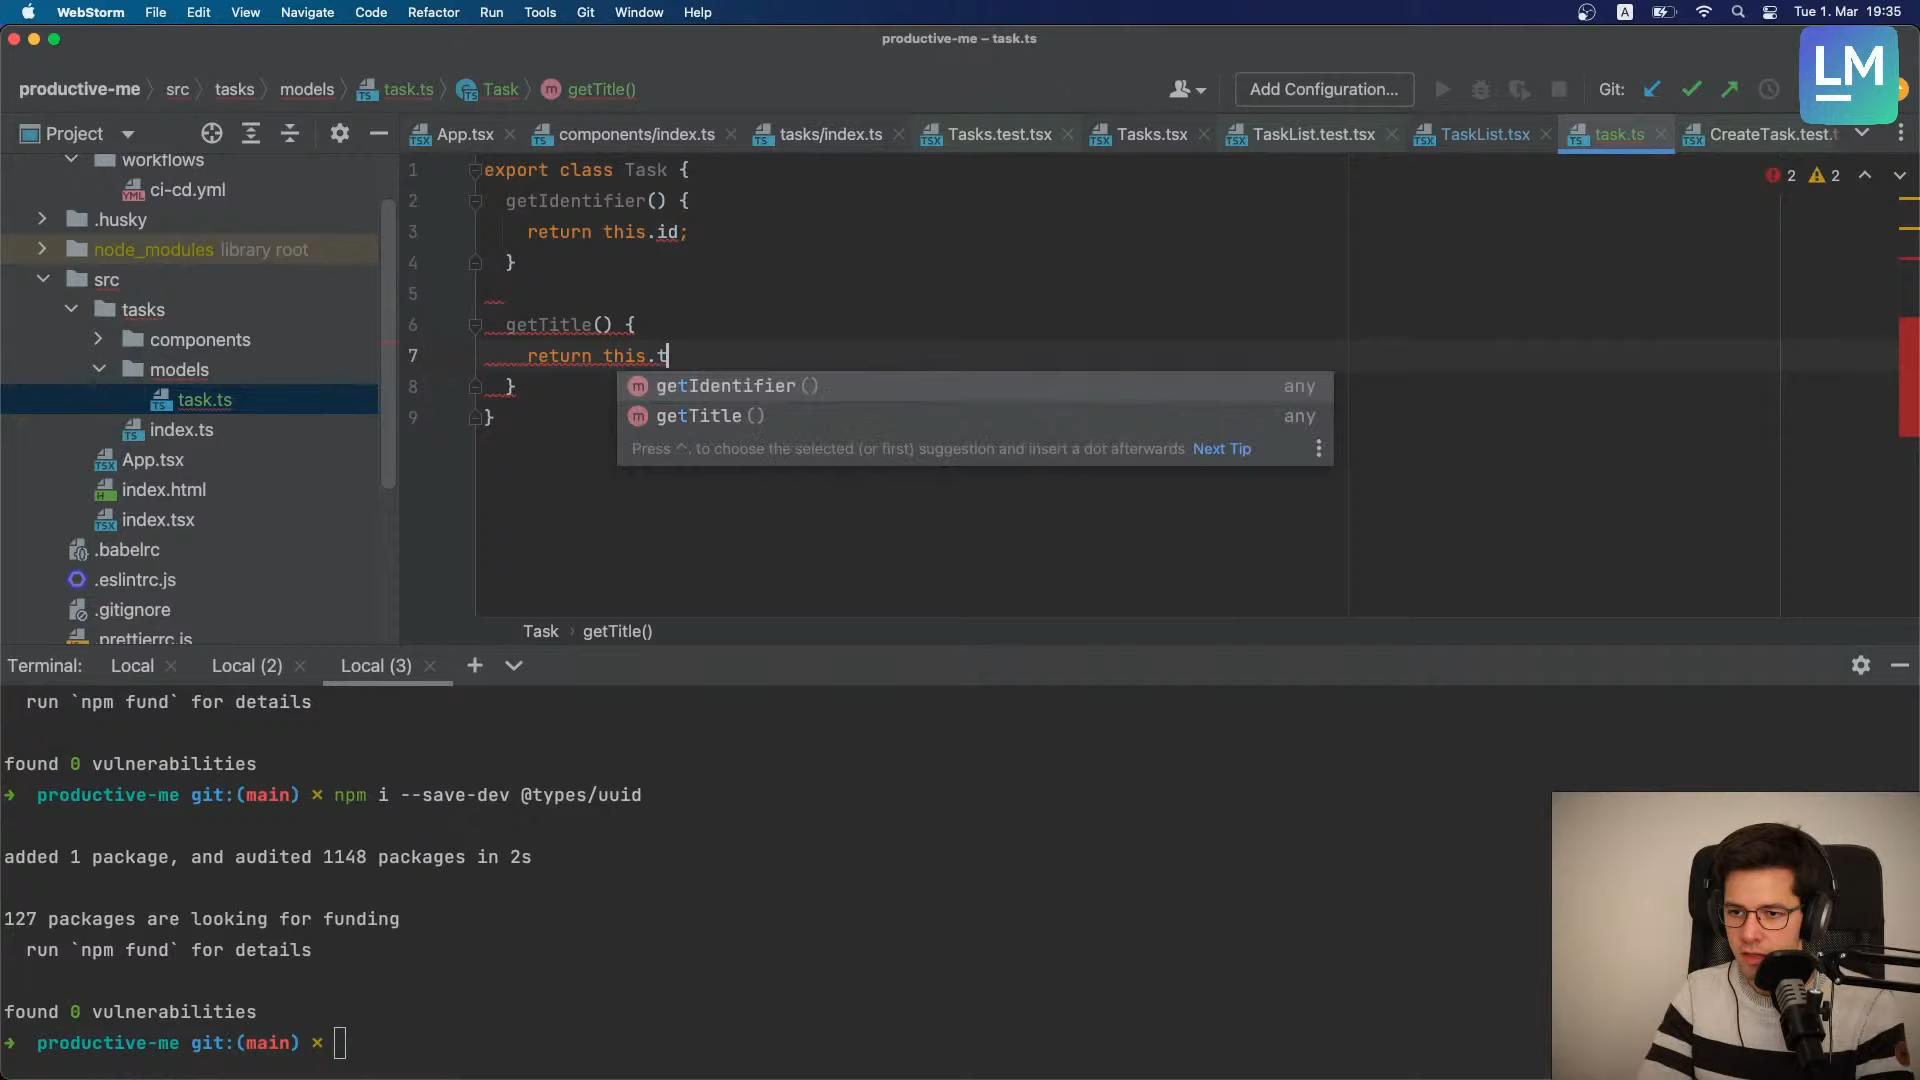 WebStorm File Edit View Navigate Code Refactor Run Tools Git Window Help A Tue 1. Mar 19:35
productive-me – task.ts
LM
productive-me src tasks models task.ts Task getTitle() Add Configuration... Git:
Project App.tsx components/index.ts tasks/index.ts Tasks.test.tsx Tasks.tsx TaskList.test.tsx TaskList.tsx task.ts CreateTask.test.
workflows
ci-cd.yml
.husky
node_modules library root
src
tasks
components
models
task.ts
index.ts
App.tsx
index.html
index.tsx
.babelrc
.eslintrc.js
.gitignore
.prettierrc.js
2 2
1 export class Task {
2 getIdentifier() {
3 return this.id;
4 }
5
6 getTitle() {
7 return this.t
8 }
9 }
m getIdentifier() any
m getTitle() any
Press ^. to choose the selected (or first) suggestion and insert a dot afterwards Next Tip
Task › getTitle()
Terminal: Local Local (2) Local (3)
run `npm fund` for details
found 0 vulnerabilities
→ productive-me git:(main) × npm i --save-dev @types/uuid
added 1 package, and audited 1148 packages in 2s
127 packages are looking for funding
run `npm fund` for details
found 0 vulnerabilities
→ productive-me git:(main) ×